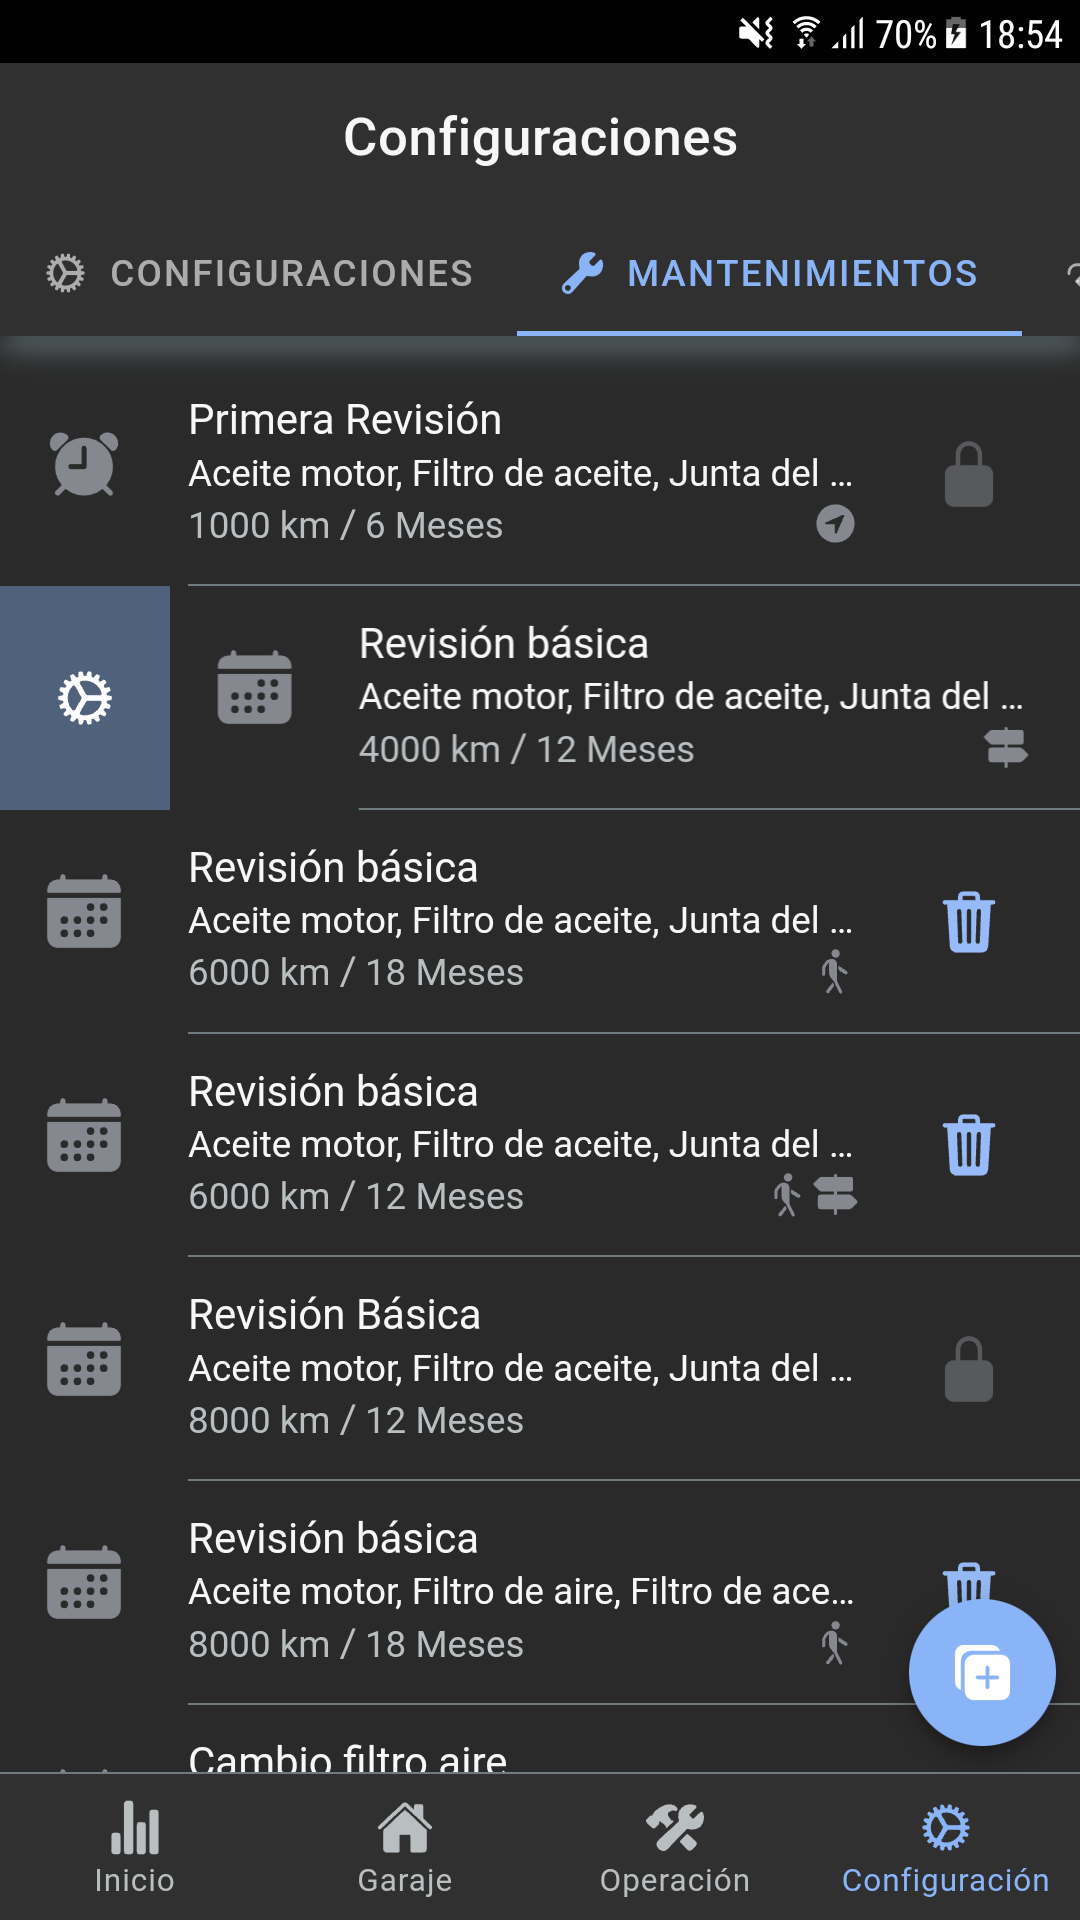 70% 18:54
Configuraciones
CONFIGURACIONES MANTENIMIENTOS
Primera Revisión
Aceite motor, Filtro de aceite, Junta del ...
1000 km / 6 Meses
Revisión básica
Aceite motor, Filtro de aceite, Junta del ...
4000 km / 12 Meses
Revisión básica
Aceite motor, Filtro de aceite, Junta del ...
6000 km / 18 Meses
Revisión básica
Aceite motor, Filtro de aceite, Junta del ...
6000 km / 12 Meses
Revisión Básica
Aceite motor, Filtro de aceite, Junta del ...
8000 km / 12 Meses
Revisión básica
Aceite motor, Filtro de aire, Filtro de ace...
8000 km / 18 Meses
Cambio filtro aire
Inicio Garaje Operación Configuración